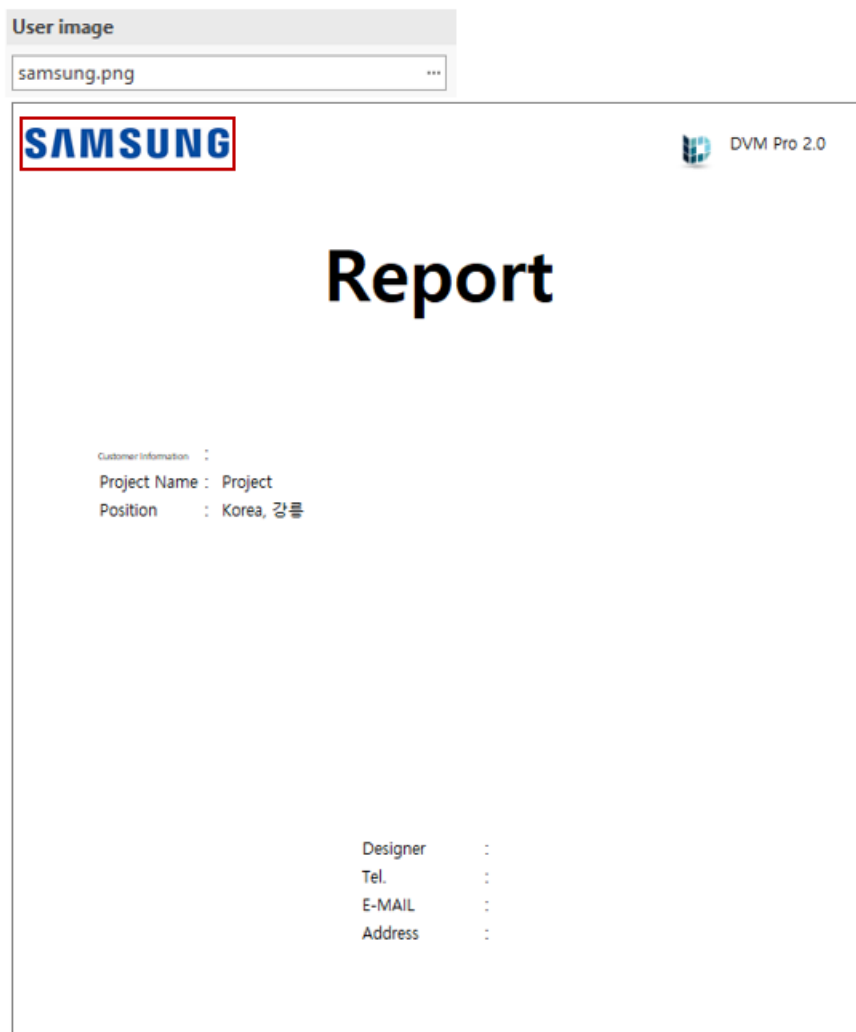 User image
samsung.png ...
SAMSUNG
DVM Pro 2.0
Report
Customer Information :
Project Name : Project
Position : Korea, 강릉
Designer :
Tel. :
E-MAIL :
Address :